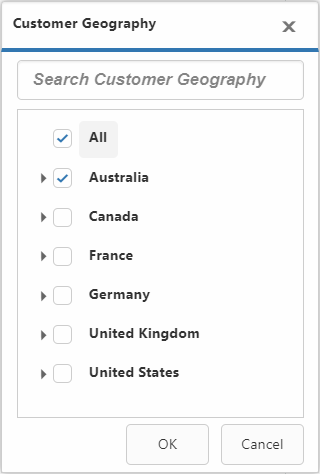 Customer Geography
Search Customer Geography
All
Australia
Canada
France
Germany
United Kingdom
United States
OK
Cancel